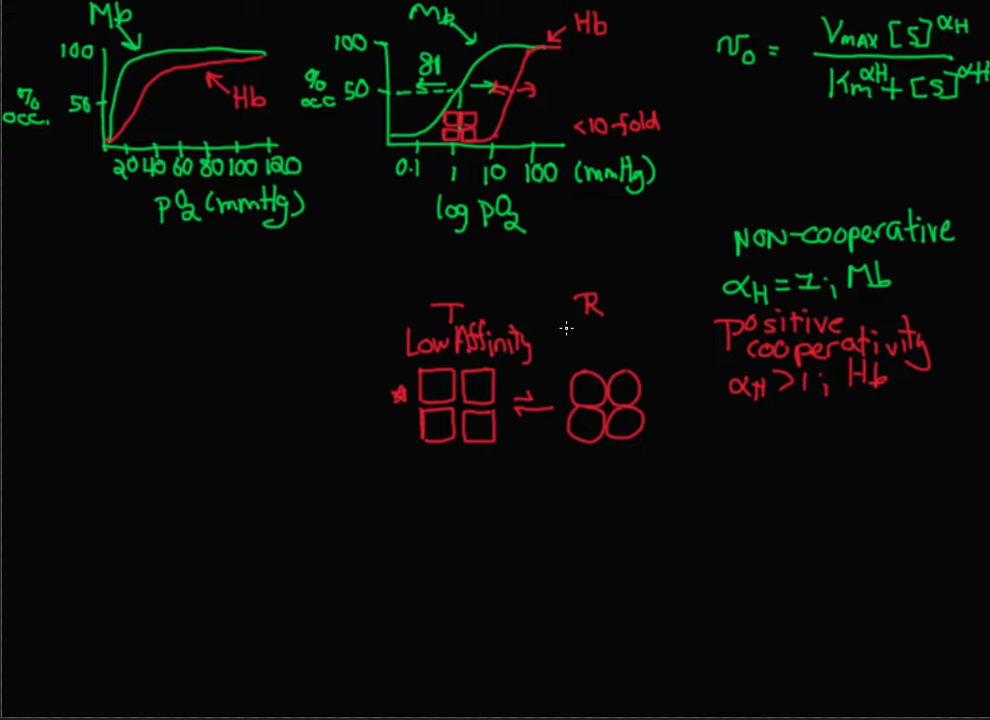 Mb
100
50
% occ.
Hb
20 40 60 80 100 120
pO2 (mmHg)
Mb
Hb
100
81
% occ 50
<10-fold
0.1 1 10 100 (mmHg)
log pO2
v0 = VMAX [S]^αH / Km^αH + [S]^αH
NON-cooperative
αH = 1; Mb
Positive
cooperativity
αH > 1; Hb
T
R
Low Affinity